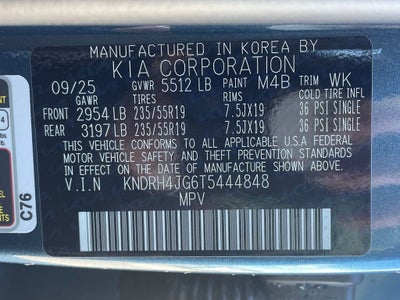 MANUFACTURED IN KOREA BY
KIA CORPORATION
09/25 GVWR 5512 LB PAINT M4B TRIM WK
GAWR TIRES RIMS COLD TIRE INFL
FRONT 2954 LB 235/55R19 7.5JX19 36 PSI SINGLE
REAR 3197 LB 235/55R19 7.5JX19 36 PSI SINGLE
THIS VEHICLE CONFORMS TO ALL APPLICABLE U.S.A FEDERAL
MOTOR VEHICLE SAFETY AND THEFT PREVENTION STANDARDS
IN EFFECT ON THE DATE OF MANUFACTURE SHOWN ABOVE.
V.I.N KNDRH4JG6T5444848
MPV
C76